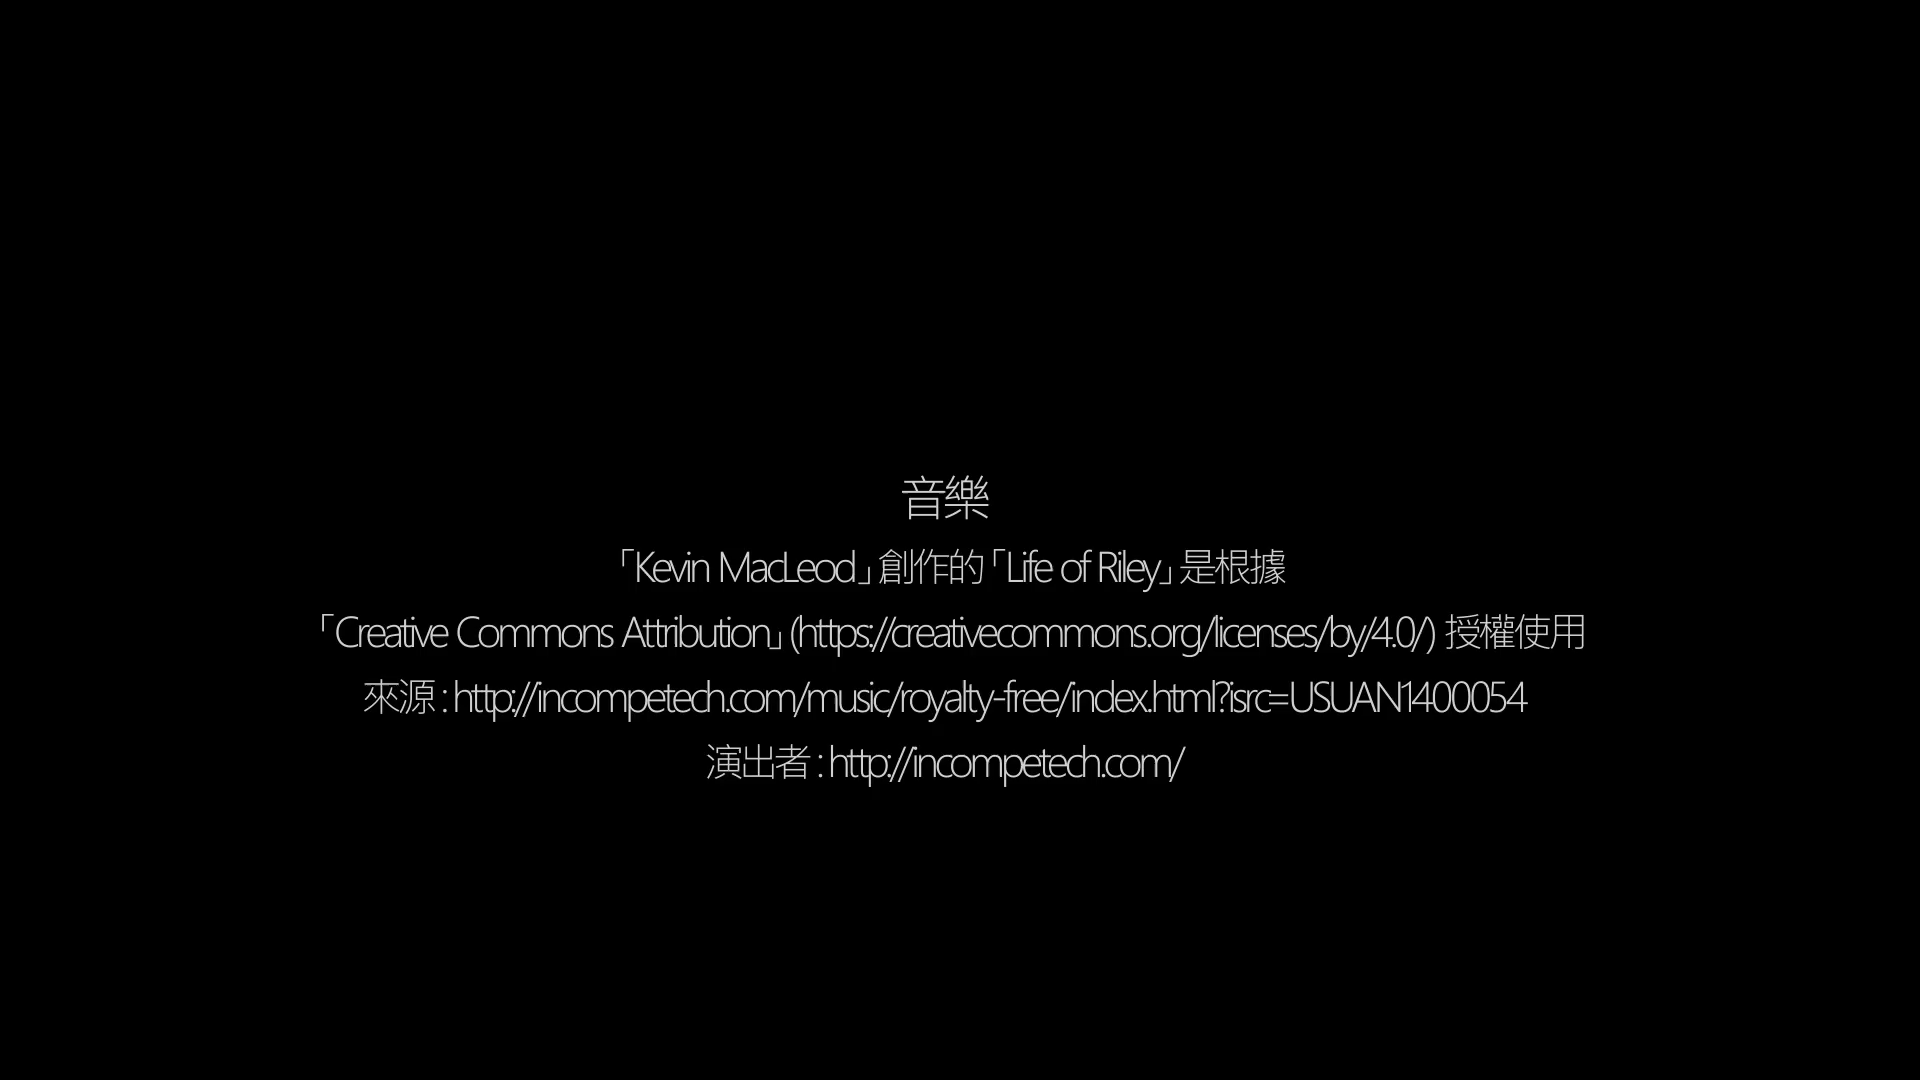 音樂
「Kevin MacLeod」創作的「Life of Riley」是根據
「Creative Commons Attribution」(https://creativecommons.org/licenses/by/4.0/) 授權使用
來源 : http://incompetech.com/music/royalty-free/index.html?isrc=USUAN1400054
演出者 : http://incompetech.com/